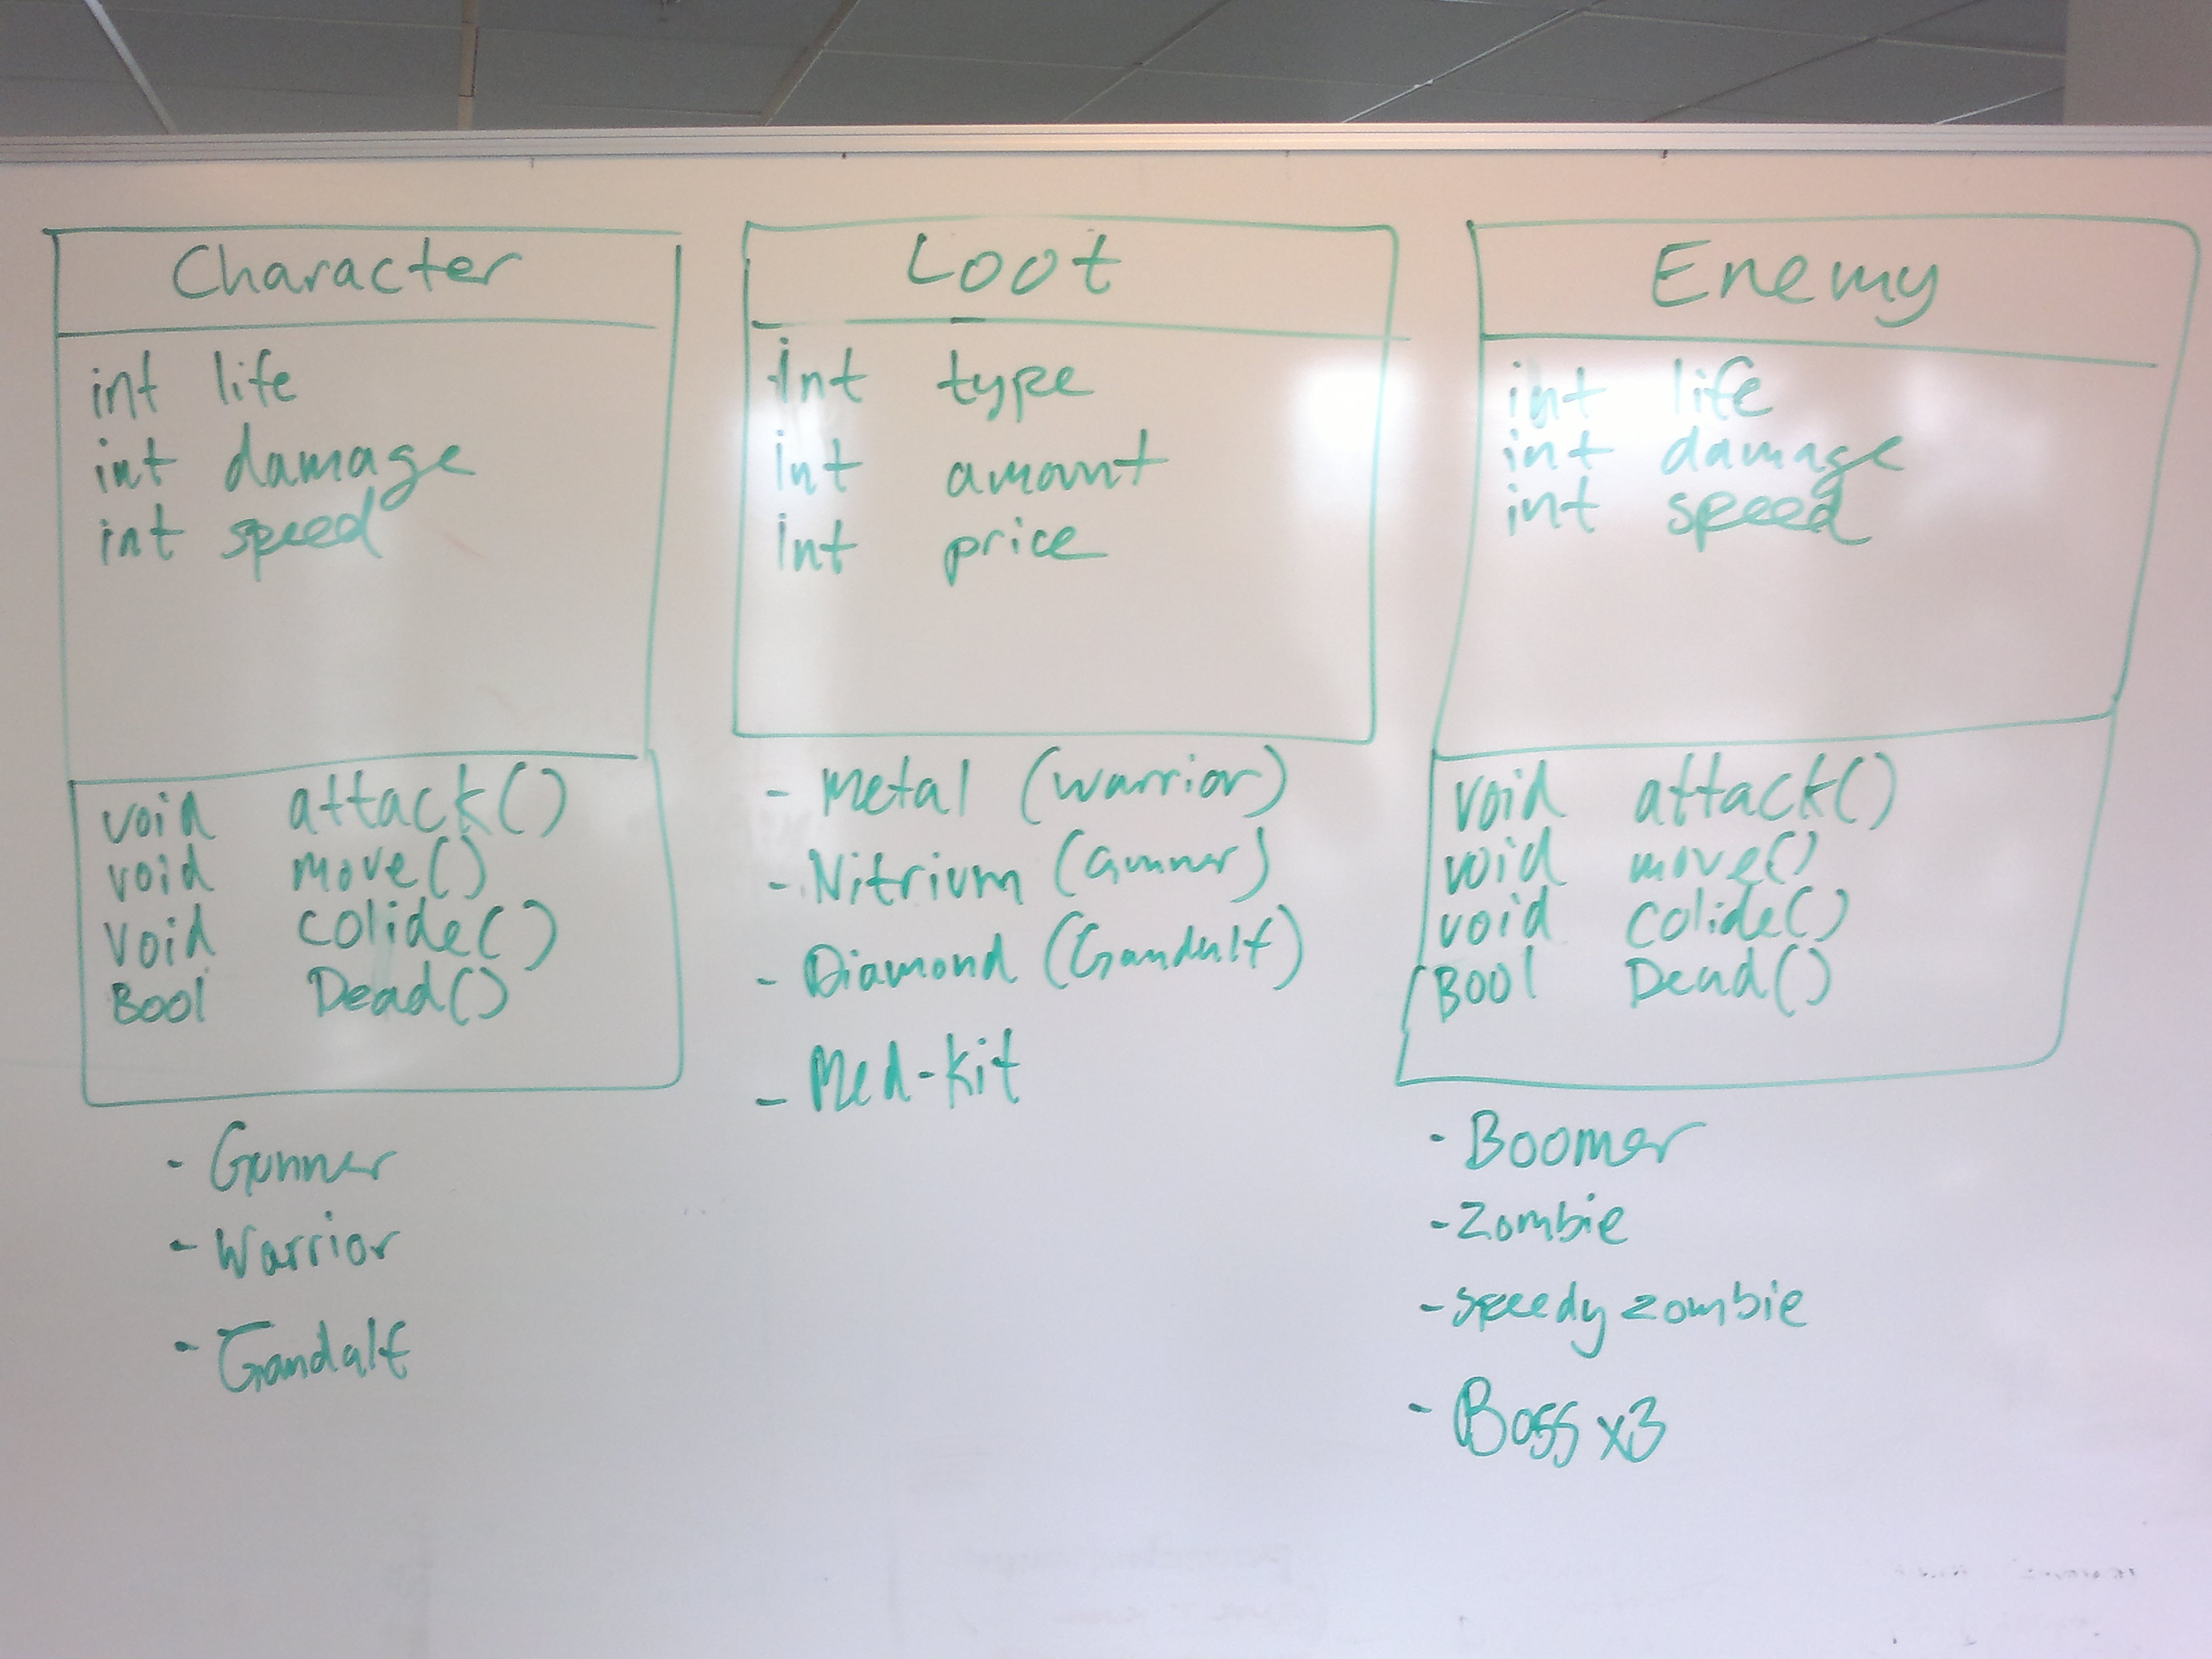 Character
int life
int damage
int speed
void attack()
void move()
void colide()
Bool Dead()
- Gunner
- Warrior
- Gandalf
Loot
int type
int amount
int price
- Metal (warrior)
- Nitrium (Gunner)
- Diamond (Gandalf)
- Med-kit
Enemy
int life
int damage
int speed
void attack()
void move()
void colide()
Bool Dead()
- Boomer
- Zombie
- speedy zombie
- Boss x3